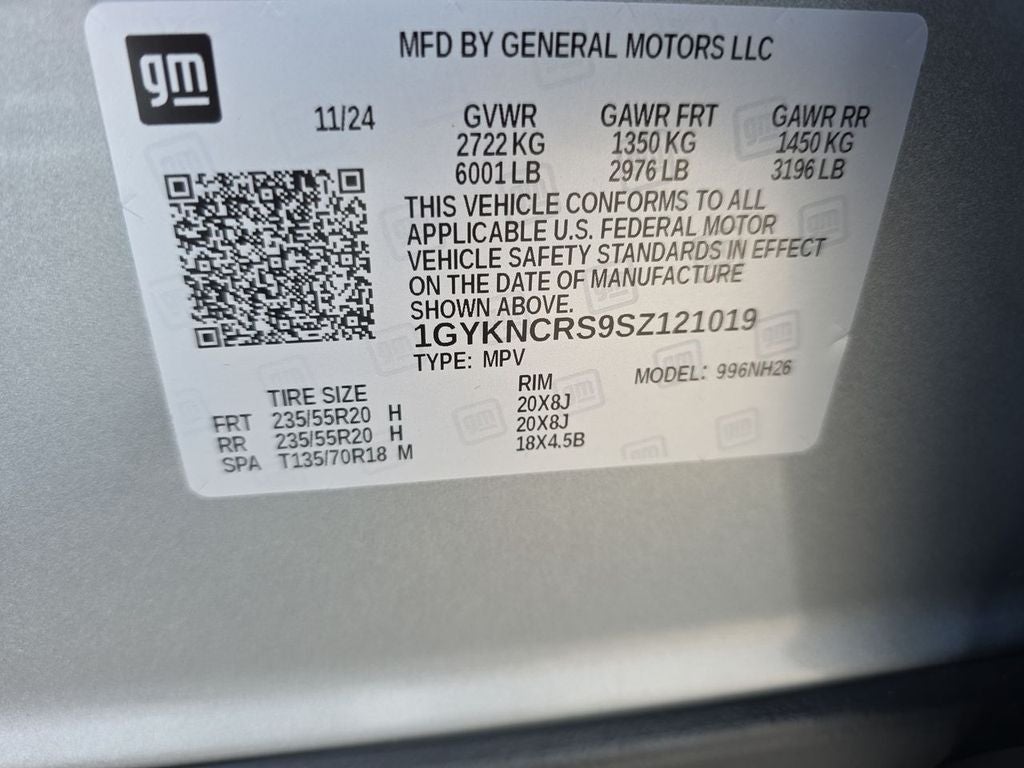 gm
MFD BY GENERAL MOTORS LLC
11/24 GVWR GAWR FRT GAWR RR
2722 KG 1350 KG 1450 KG
6001 LB 2976 LB 3196 LB
THIS VEHICLE CONFORMS TO ALL
APPLICABLE U.S. FEDERAL MOTOR
VEHICLE SAFETY STANDARDS IN EFFECT
ON THE DATE OF MANUFACTURE
SHOWN ABOVE.
1GYKNCRS9SZ121019
TYPE: MPV MODEL: 996NH26
TIRE SIZE RIM
FRT 235/55R20 H 20X8J
RR 235/55R20 H 20X8J
SPA T135/70R18 M 18X4.5B